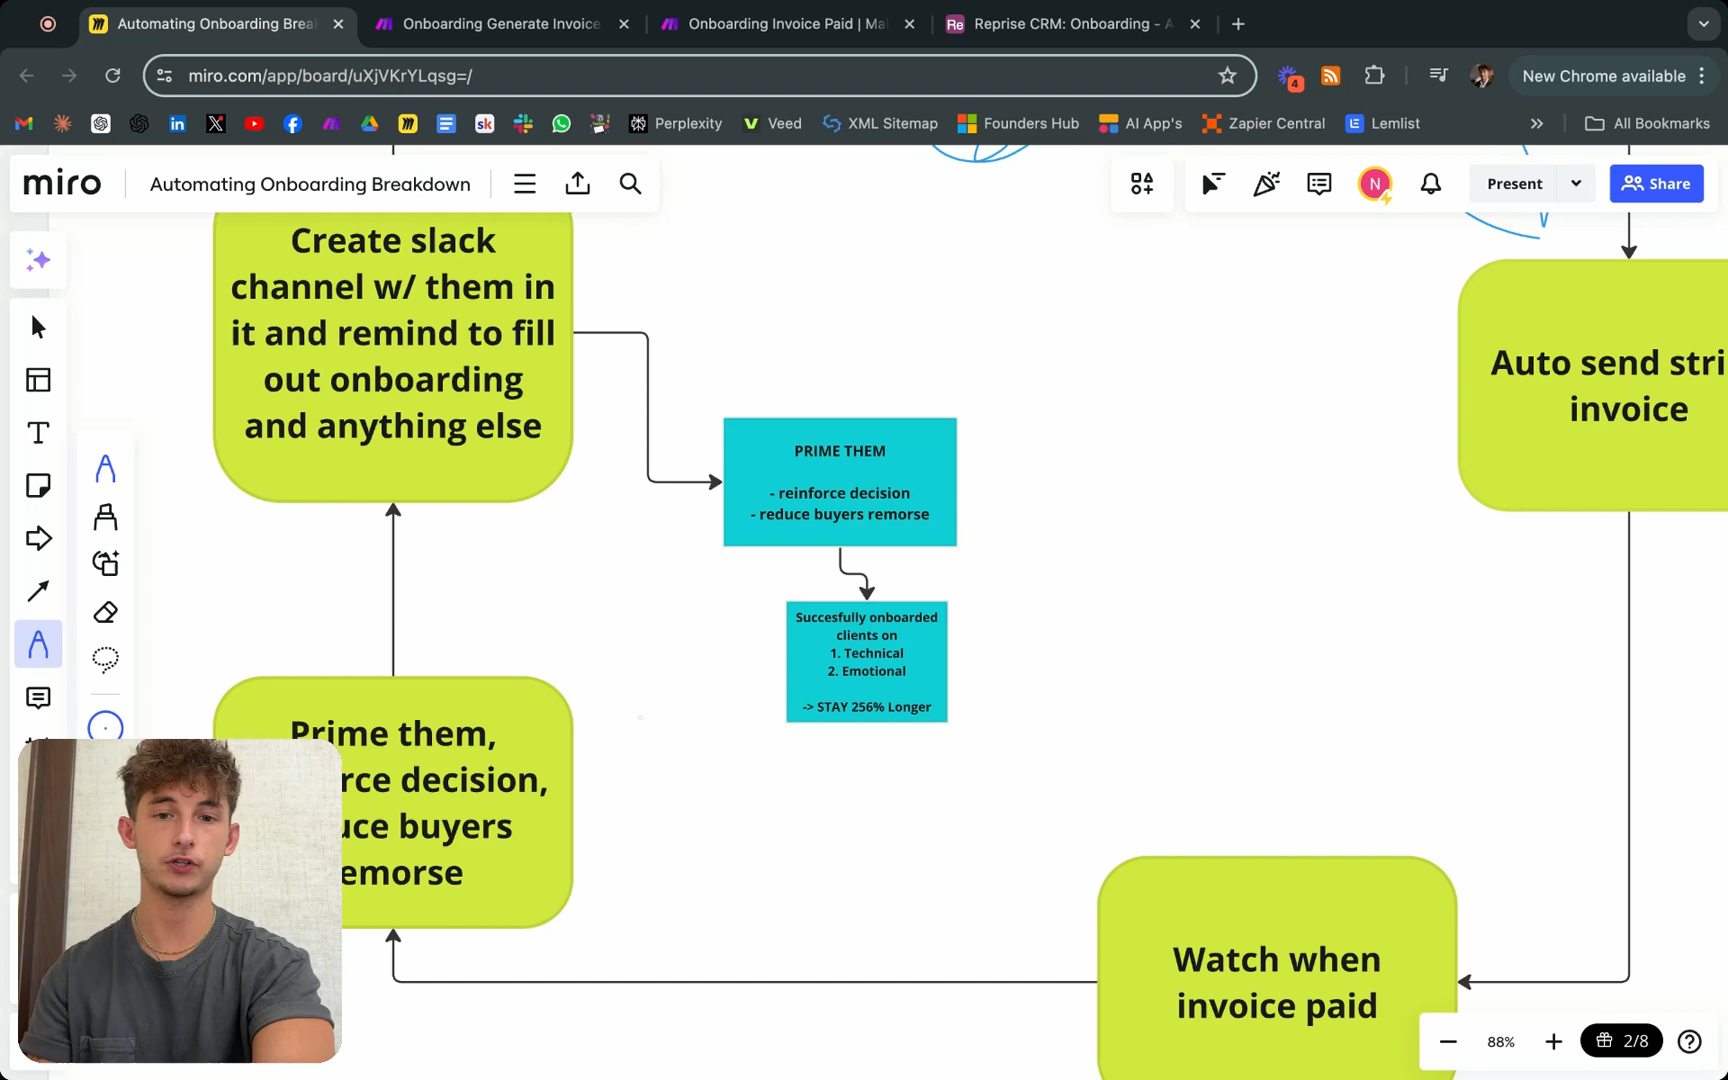 Automating Onboarding Brea
Onboarding Generate Invoice
Onboarding Invoice Paid | Ma
Re
Reprise CRM: Onboarding - A
miro.com/app/board/uXjVKrYLqsg=/
4
New Chrome available
sk
Perplexity
Veed
XML Sitemap
Founders Hub
AI App's
Zapier Central
Lemlist
All Bookmarks
miro
Automating Onboarding Breakdown
N
Present
Share
Create slack
channel w/ them in
it and remind to fill
out onboarding
and anything else
Auto send stri
invoice
PRIME THEM
- reinforce decision
- reduce buyers remorse
Succesfully onboarded
clients on
1. Technical
2. Emotional
-> STAY 256% Longer
Prime them,
rce decision,
uce buyers
emorse
Watch when
invoice paid
88%
2/8